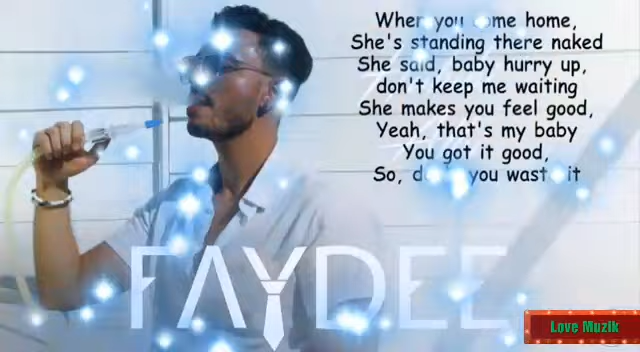 When you come home,
She's standing there naked
She said, baby hurry up,
don't keep me waiting
She makes you feel good,
Yeah, that's my baby
You got it good,
So, don't you waste it
FAYDEE
Love Muzik